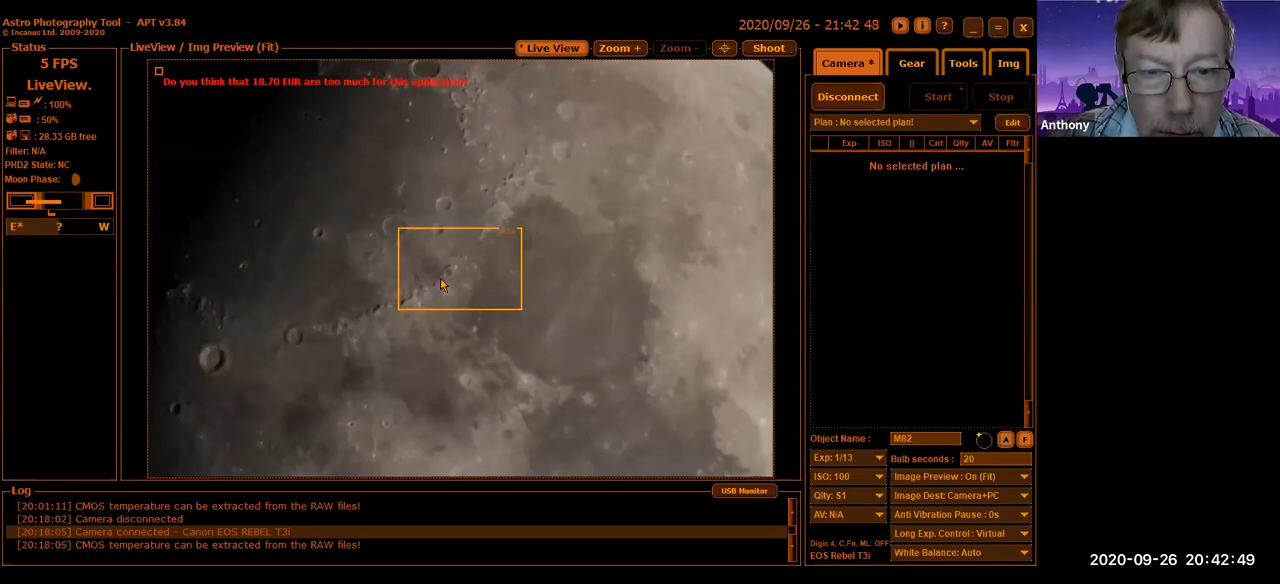 Astro Photography Tool - APT v3.84
© Incanus Ltd. 2009-2020
2020/09/26 - 21:42 48
i ? _ = x
Status
5 FPS
LiveView.
: 100%
: 50%
: 28.33 GB free
Filter: N/A
PHD2 State: NC
Moon Phase:
E* ? W
LiveView / Img Preview (Fit)
* Live View Zoom + Zoom - Shoot
Do you think that 18.70 EUR are too much for this application?
Camera * Gear Tools Img
Disconnect Start + Stop
Plan : No selected plan! Edit
Exp ISO || Cnt Qlty AV Fltr
No selected plan ...
Object Name : M82 A F
Exp: 1/13 Bulb seconds : 20
ISO: 100 Image Preview : On (Fit)
Qlty: S1 Image Dest: Camera+PC
AV: N/A Anti Vibration Pause : 0s
Long Exp. Control : Virtual
Digic 4, C.Fn. ML: OFF
EOS Rebel T3i White Balance: Auto
Log USB Monitor
[20:01:11] CMOS temperature can be extracted from the RAW files!
[20:18:02] Camera disconnected
[20:18:05] Camera connected - Canon EOS REBEL T3i
[20:18:05] CMOS temperature can be extracted from the RAW files!
Anthony
2020-09-26 20:42:49